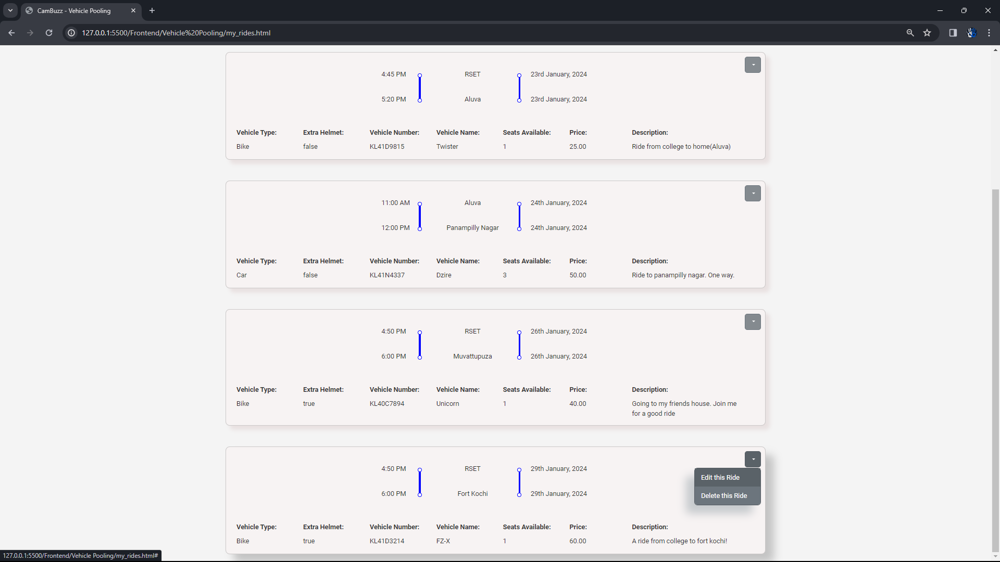 CamBuzz - Vehicle Pooling
127.0.0.1:5500/Frontend/Vehicle%20Pooling/my_rides.html
4:45 PM RSET 23rd January, 2024
5:20 PM Aluva 23rd January, 2024
Vehicle Type: Extra Helmet: Vehicle Number: Vehicle Name: Seats Available: Price: Description:
Bike false KL41D9815 Twister 1 25.00 Ride from college to home(Aluva)
11:00 AM Aluva 24th January, 2024
12:00 PM Panampilly Nagar 24th January, 2024
Vehicle Type: Extra Helmet: Vehicle Number: Vehicle Name: Seats Available: Price: Description:
Car false KL41N4337 Dzire 3 50.00 Ride to panampilly nagar. One way.
4:50 PM RSET 26th January, 2024
6:00 PM Muvattupuza 26th January, 2024
Vehicle Type: Extra Helmet: Vehicle Number: Vehicle Name: Seats Available: Price: Description:
Bike true KL40C7894 Unicorn 1 40.00 Going to my friends house. Join me
for a good ride
4:50 PM RSET 29th January, 2024
Edit this Ride
6:00 PM Fort Kochi 29th January, 2024
Delete this Ride
Vehicle Type: Extra Helmet: Vehicle Number: Vehicle Name: Seats Available: Price: Description:
Bike true KL41D3214 FZ-X 1 60.00 A ride from college to fort kochi!
127.0.0.1:5500/Frontend/Vehicle Pooling/my_rides.html#